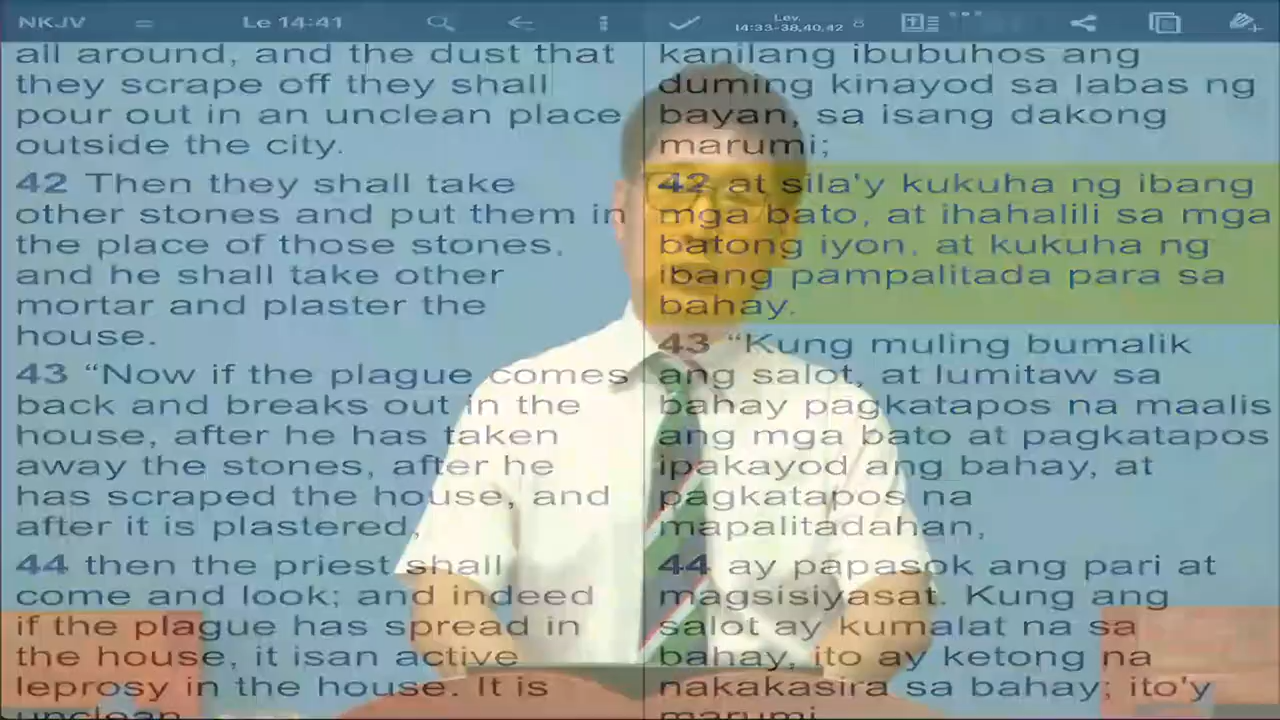 NKJV
Le 14:41
Lev.
14:33-38,40,42 8
all around, and the dust that
they scrape off they shall
pour out in an unclean place
outside the city.
42 Then they shall take
other stones and put them in
the place of those stones,
and he shall take other
mortar and plaster the
house.
43 “Now if the plague comes
back and breaks out in the
house, after he has taken
away the stones, after he
has scraped the house, and
after it is plastered,
44 then the priest shall
come and look; and indeed
if the plague has spread in
the house, it isan active
leprosy in the house. It is
unclean.
kanilang ibubuhos ang
duming kinayod sa labas ng
bayan, sa isang dakong
marumi;
42 at sila'y kukuha ng ibang
mga bato, at ihahalili sa mga
batong iyon, at kukuha ng
ibang pampalitada para sa
bahay.
43 “Kung muling bumalik
ang salot, at lumitaw sa
bahay pagkatapos na maalis
ang mga bato at pagkatapos
ipakayod ang bahay, at
pagkatapos na
mapalitadahan,
44 ay papasok ang pari at
magsisiyasat. Kung ang
salot ay kumalat na sa
bahay, ito ay ketong na
nakakasira sa bahay; ito'y
marumi.